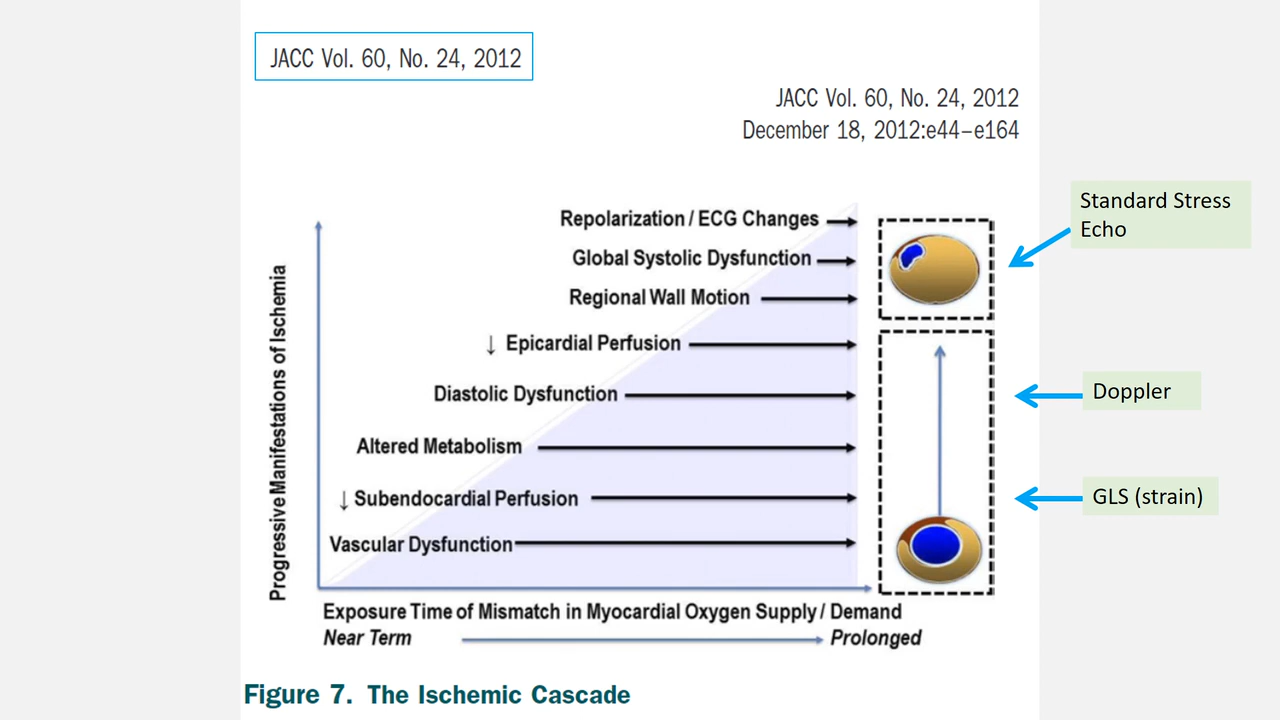 JACC Vol. 60, No. 24, 2012
JACC Vol. 60, No. 24, 2012
December 18, 2012:e44–e164
Standard Stress
Echo
Repolarization / ECG Changes
Global Systolic Dysfunction
Regional Wall Motion
↓ Epicardial Perfusion
Diastolic Dysfunction
Doppler
Altered Metabolism
↓ Subendocardial Perfusion
GLS (strain)
Vascular Dysfunction
Progressive Manifestations of Ischemia
Exposure Time of Mismatch in Myocardial Oxygen Supply / Demand
Near Term
Prolonged
Figure 7. The Ischemic Cascade